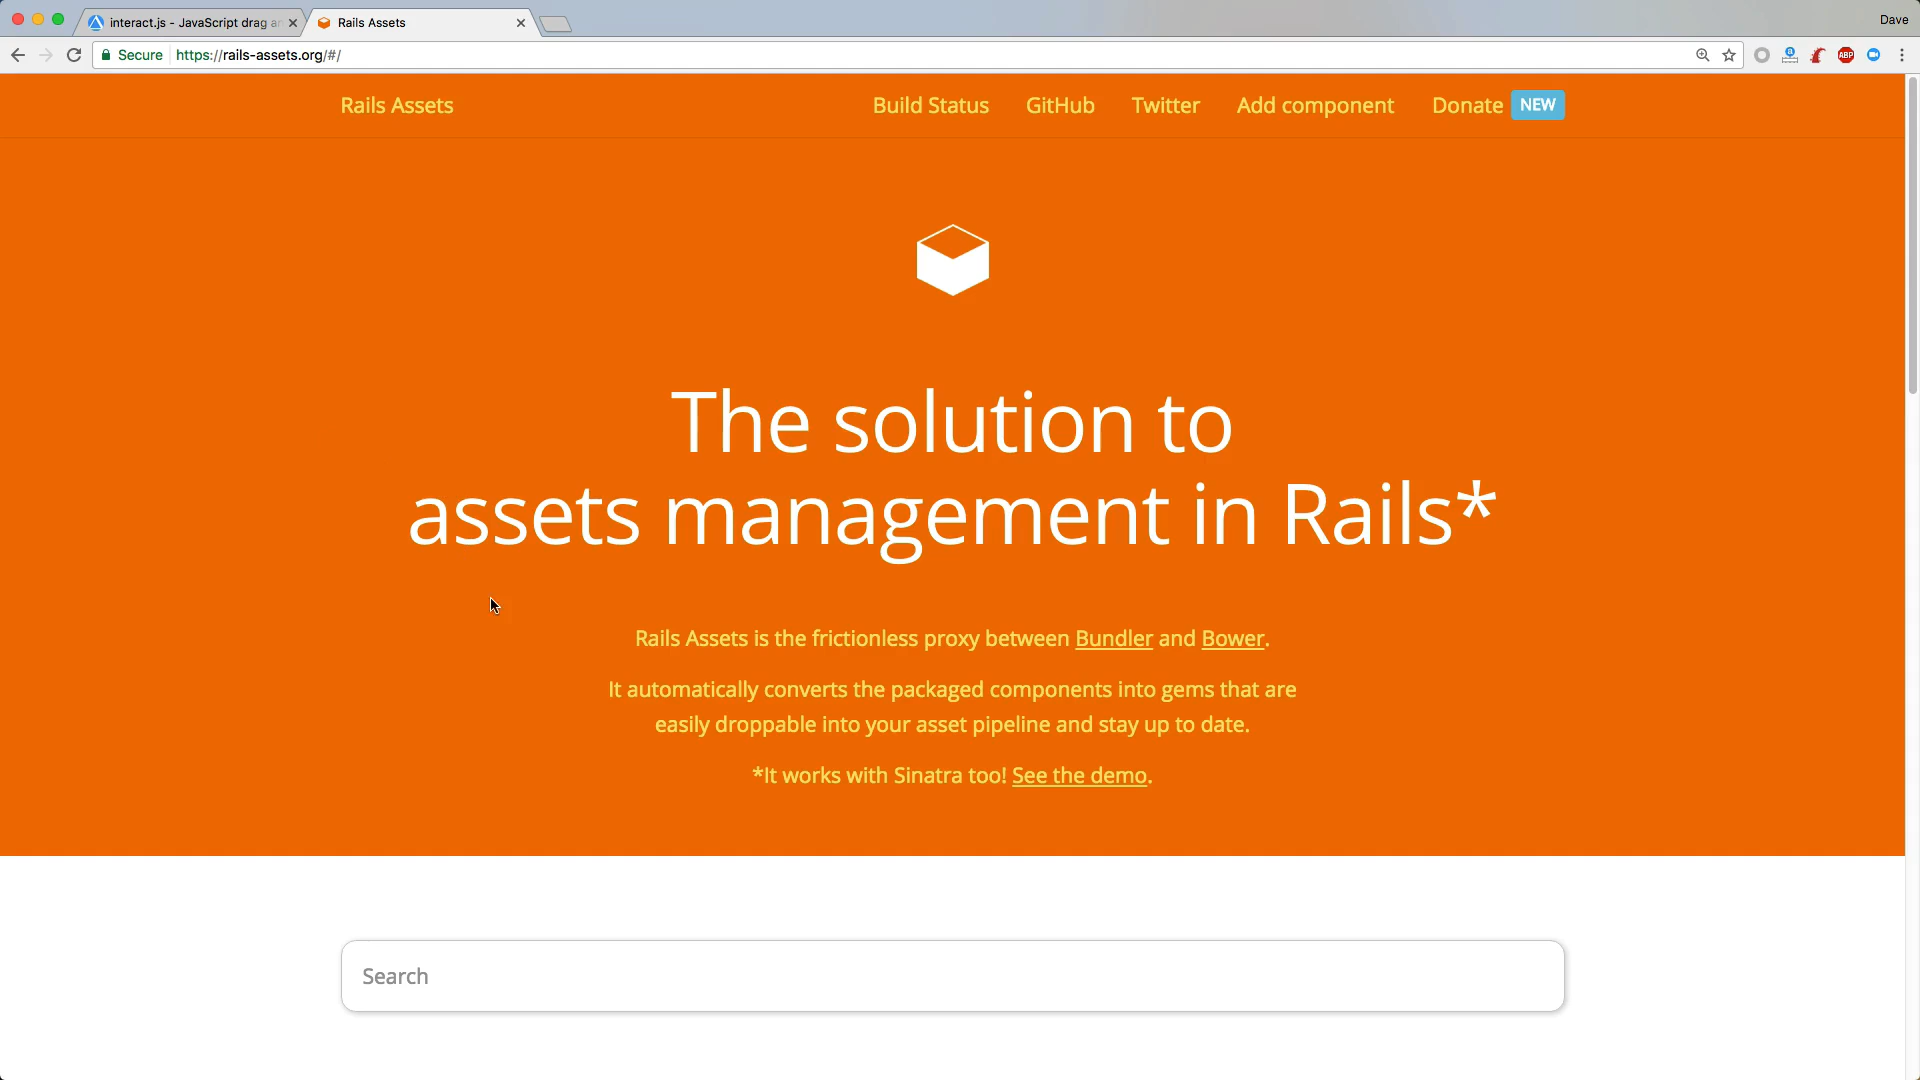 interact.js - JavaScript drag an
Rails Assets
Dave
Secure
https://rails-assets.org/#/
ABP
Rails Assets
Build Status
GitHub
Twitter
Add component
Donate NEW
The solution to
assets management in Rails*
Rails Assets is the frictionless proxy between Bundler and Bower.
It automatically converts the packaged components into gems that are
easily droppable into your asset pipeline and stay up to date.
*It works with Sinatra too! See the demo.
Search